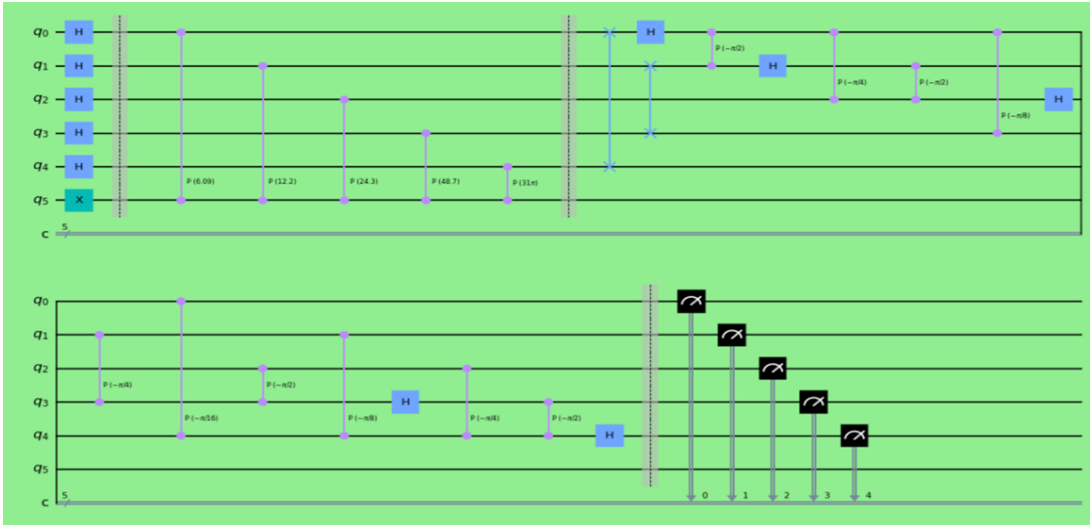 q0 H H
P (−π/2)
q1 H H
q2 H P (−π/4) P (−π/2) H
P (−π/8)
q3 H
q4 H
P (6.09) P (12.2) P (24.3) P (48.7) P (31π)
q5 X
5
c
q0
q1
q2
P (−π/4) P (−π/2)
q3 H
P (−π/16) P (−π/8) P (−π/4) P (−π/2)
q4 H
q5
5 0 1 2 3 4
c